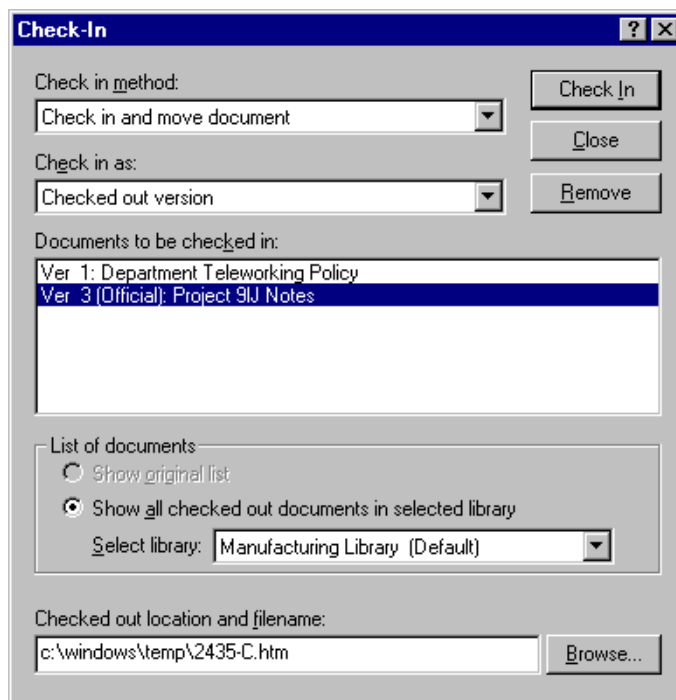 Check-In
Check in method:
Check In
Check in and move document
Close
Check in as:
Checked out version
Remove
Documents to be checked in:
Ver 1: Department Teleworking Policy
Ver 3 (Official): Project 9IJ Notes
List of documents
Show original list
Show all checked out documents in selected library
Select library: Manufacturing Library (Default)
Checked out location and filename:
c:\windows\temp\2435-C.htm
Browse...